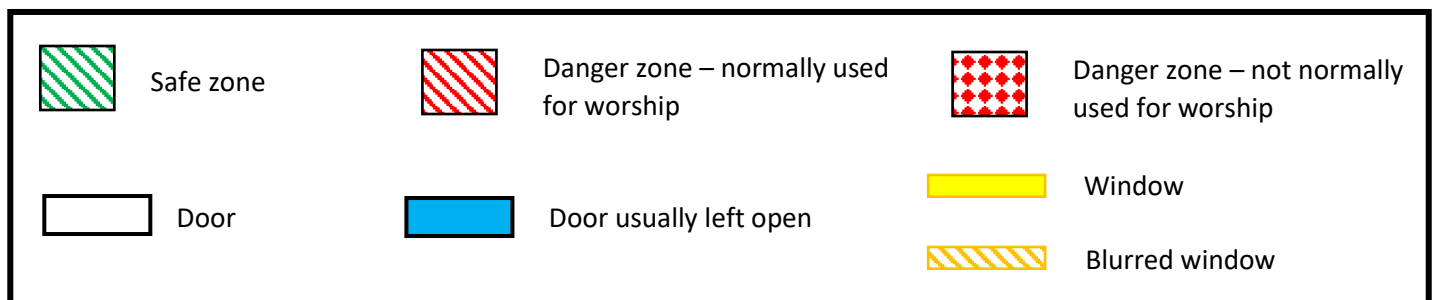 Safe zone
Danger zone – normally used
for worship
Danger zone – not normally
used for worship
Door
Door usually left open
Window
Blurred window